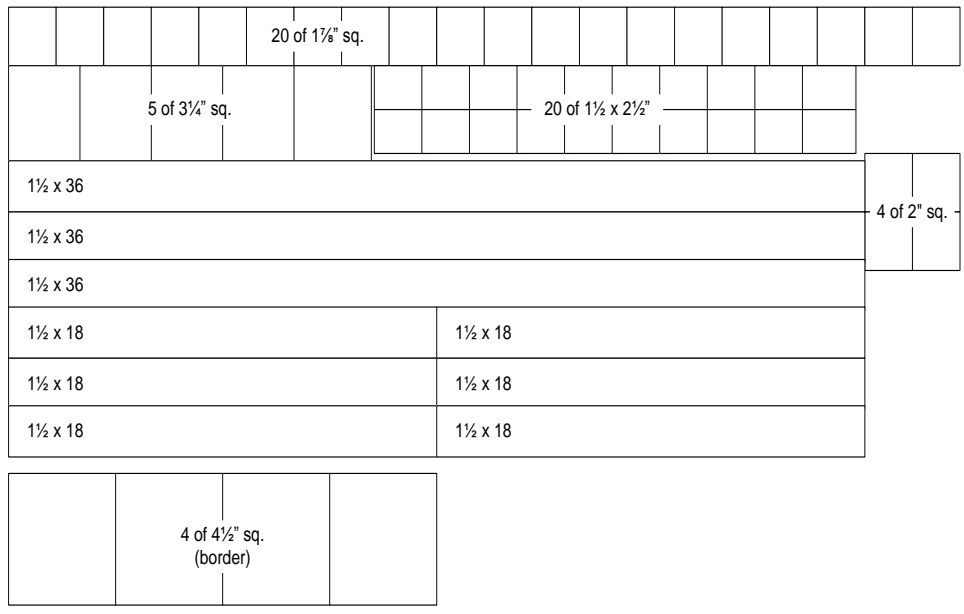 20 of 1⅞” sq.
5 of 3¼” sq.
20 of 1½ x 2½”
1½ x 36
4 of 2" sq.
1½ x 36
1½ x 36
1½ x 18
1½ x 18
1½ x 18
1½ x 18
1½ x 18
1½ x 18
4 of 4½” sq.
(border)